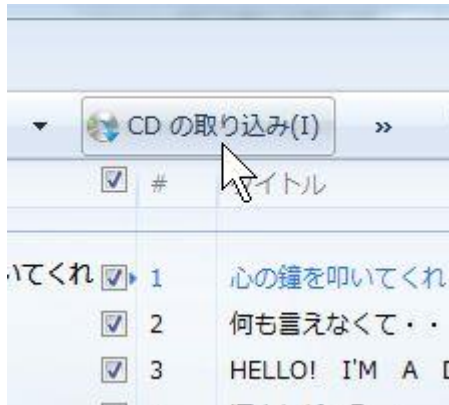 CD の取り込み(I) »
# タイトル
いてくれ 1 心の鐘を叩いてくれ
2 何も言えなくて・・
3 HELLO! I'M A